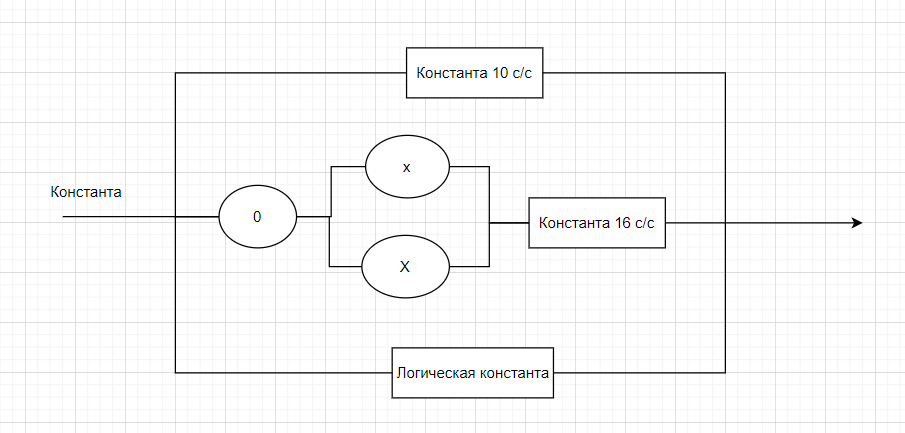 Константа 10 с/с
x
Константа
0
Константа 16 с/с
X
Логическая константа